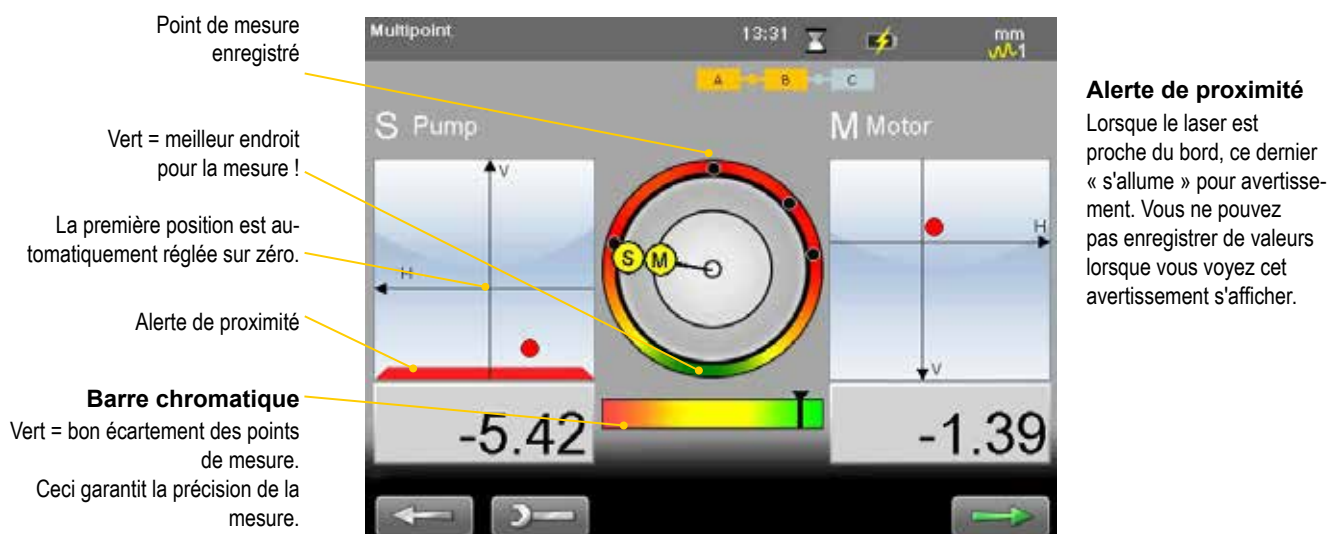 Point de mesure
enregistré
Vert = meilleur endroit
pour la mesure !
La première position est au-
tomatiquement réglée sur zéro.
Alerte de proximité
Barre chromatique
Vert = bon écartement des points
de mesure.
Ceci garantit la précision de la
mesure.
Multipoint
13:31
mm
1
A
B
C
S Pump
M Motor
V
H
S
M
H
V
-5.42
-1.39
Alerte de proximité
Lorsque le laser est
proche du bord, ce dernier
« s'allume » pour avertisse-
ment. Vous ne pouvez
pas enregistrer de valeurs
lorsque vous voyez cet
avertissement s'afficher.